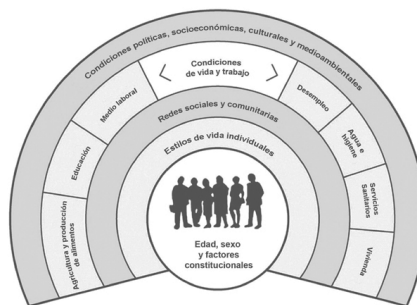 Condiciones políticas, socioeconómicas, culturales y medioambientales
Condiciones
de vida y trabajo
Agricultura y producción
de alimentos
Educación
Medio laboral
Desempleo
Agua e
higiene
Servicios
Sanitarios
Vivienda
Redes sociales y comunitarias
Estilos de vida individuales
Edad, sexo
y factores
constitucionales